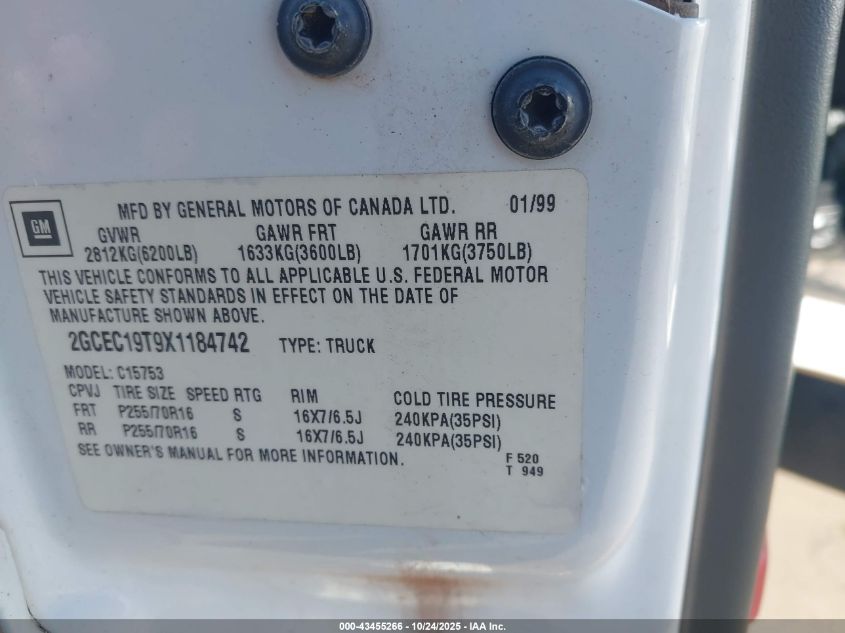 GM
MFD BY GENERAL MOTORS OF CANADA LTD. 01/99
GVWR GAWR FRT GAWR RR
2812KG(6200LB) 1633KG(3600LB) 1701KG(3750LB)
THIS VEHICLE CONFORMS TO ALL APPLICABLE U.S. FEDERAL MOTOR
VEHICLE SAFETY STANDARDS IN EFFECT ON THE DATE OF
MANUFACTURE SHOWN ABOVE.
2GCEC19T9X1184742 TYPE: TRUCK
MODEL: C15753
CPVJ TIRE SIZE SPEED RTG RIM COLD TIRE PRESSURE
FRT P255/70R16 S 16X7/6.5J 240KPA(35PSI)
RR P255/70R16 S 16X7/6.5J 240KPA(35PSI)
SEE OWNER'S MANUAL FOR MORE INFORMATION.
F 520
T 949
000-43455266 - 10/24/2025 - IAA Inc.